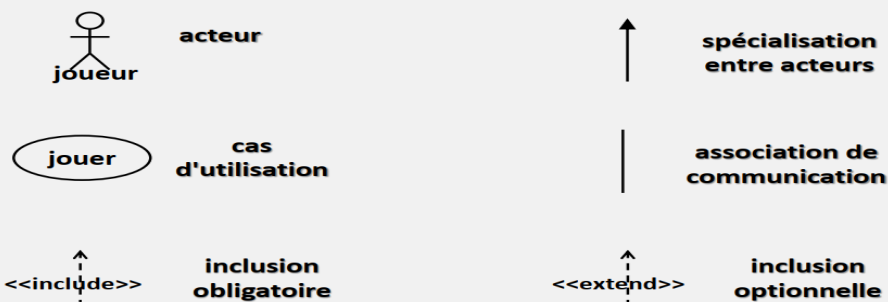 acteur
joueur
spécialisation
entre acteurs
jouer
cas
d'utilisation
association de
communication
<<include>>
inclusion
obligatoire
<<extend>>
inclusion
optionnelle